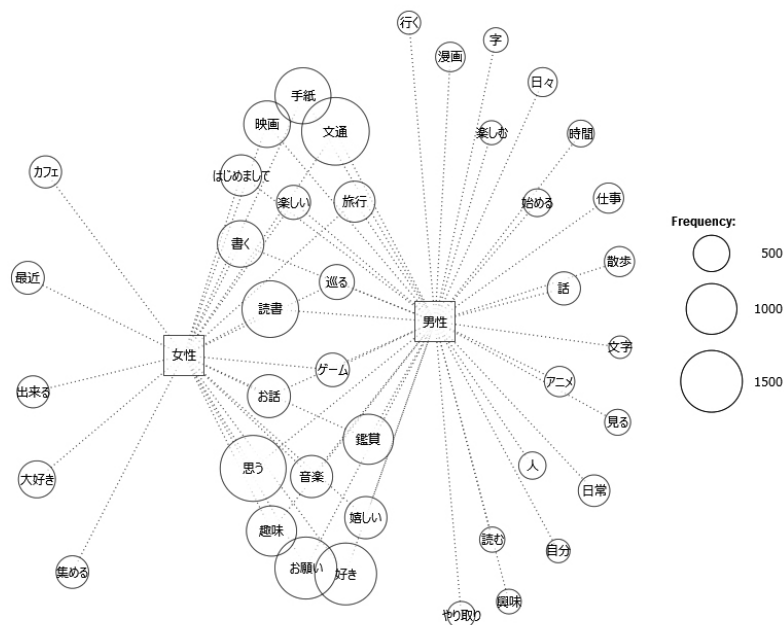 行く
字
漫画
日々
手紙
映画
文通
楽しむ
時間
カフェ
はじめまして
楽しい
旅行
始める
仕事
Frequency:
書く
500
散歩
最近
巡る
話
読書
1000
男性
女性
文字
ゲーム
アニメ
1500
出来る
お話
見る
鑑賞
思う
人
大好き
音楽
日常
嬉しい
趣味
読む
自分
お願い
好き
集める
興味
やり取り